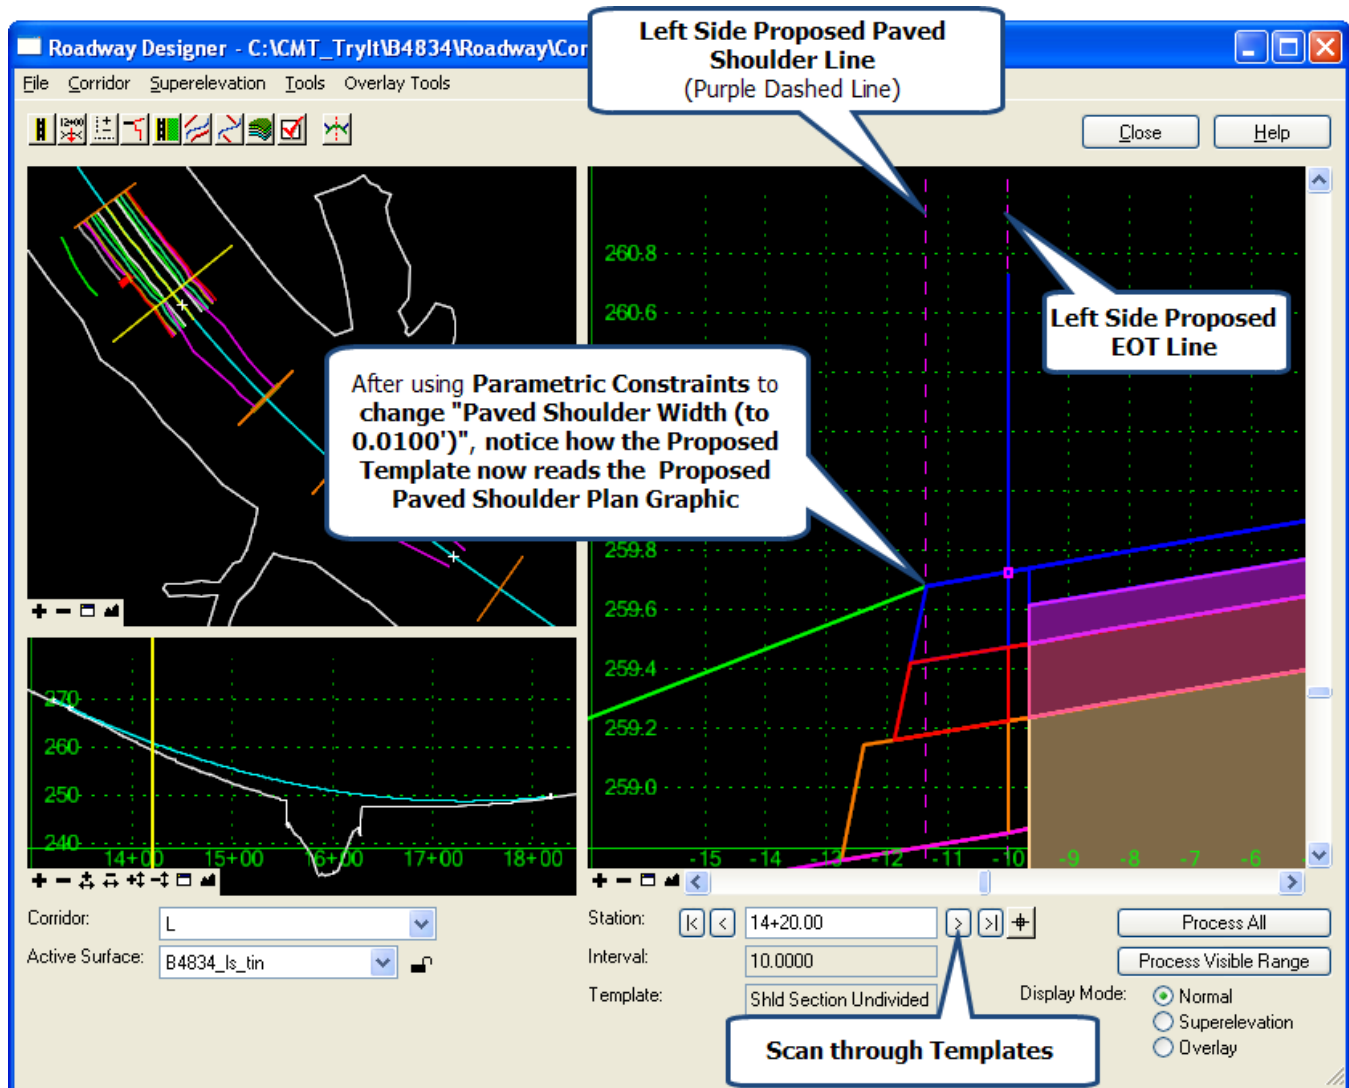 Roadway Designer - C:\CMT_TryIt\B4834\Roadway\Cor
File Corridor Superelevation Tools Overlay Tools
Left Side Proposed Paved
Shoulder Line
(Purple Dashed Line)
12+00
Close Help
260.8
260.6
Left Side Proposed
EOT Line
After using Parametric Constraints to
change "Paved Shoulder Width (to
0.0100')", notice how the Proposed
Template now reads the Proposed
Paved Shoulder Plan Graphic
259.8
259.6
259.4
259.2
259.0
-15 -14 -13 -12 -11 -10 -9 -8 -7 -6
270
260
250
240
14+00 15+00 16+00 17+00 18+00
Corridor: L
Active Surface: B4834_ls_tin
Station: 14+20.00
Interval: 10.0000
Template: Shld Section Undivided
Process All
Process Visible Range
Display Mode: Normal
Superelevation
Overlay
Scan through Templates